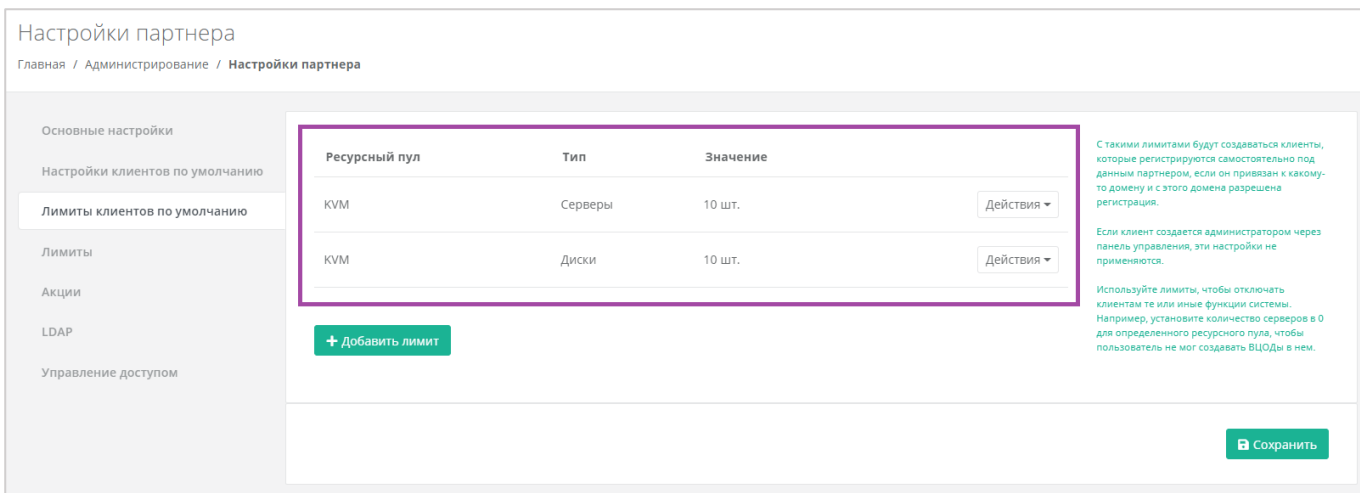 Настройки партнера
Главная / Администрирование / Настройки партнера
Основные настройки
Настройки клиентов по умолчанию
Лимиты клиентов по умолчанию
Лимиты
Акции
LDAP
Управление доступом
Ресурсный пул Тип Значение
KVM Серверы 10 шт. Действия
KVM Диски 10 шт. Действия
+ Добавить лимит
С такими лимитами будут создаваться клиенты,
которые регистрируются самостоятельно под
данным партнером, если он привязан к какому-
то домену и с этого домена разрешена
регистрация.
Если клиент создается администратором через
панель управления, эти настройки не
применяются.
Используйте лимиты, чтобы отключать
клиентам те или иные функции системы.
Например, установите количество серверов в 0
для определенного ресурсного пула, чтобы
пользователь не мог создавать ВЦОДы в нем.
Сохранить